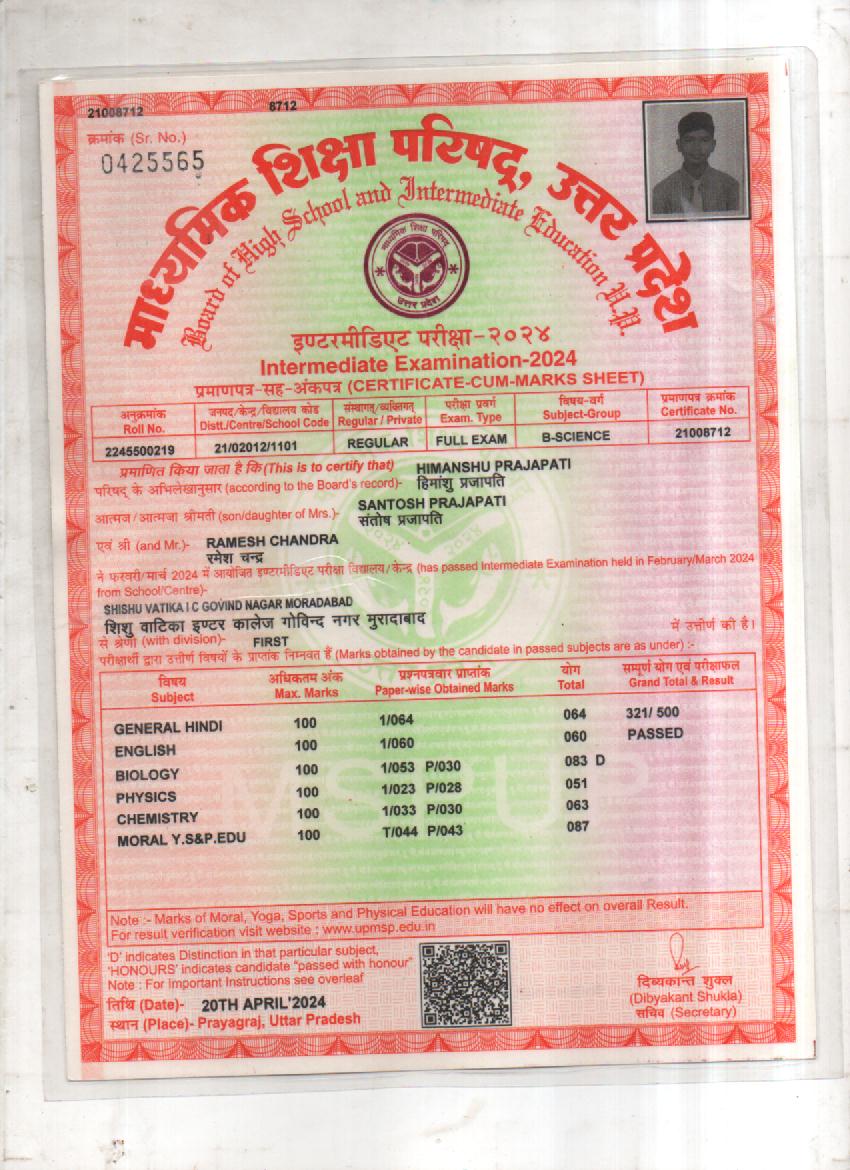 21008712 8712
क्रमांक (Sr. No.)
0425565
माध्यमिक शिक्षा परिषद्, उत्तर प्रदेश
Board of High School and Intermediate Education U.P.
माध्यमिक शिक्षा परिषद्
उत्तर प्रदेश
इण्टरमीडिएट परीक्षा-२०२४
Intermediate Examination-2024
प्रमाणपत्र-सह-अंकपत्र (CERTIFICATE-CUM-MARKS SHEET)
अनुक्रमांक जनपद/केन्द्र/विद्यालय कोड संस्थागत/व्यक्तिगत परीक्षा प्रवर्ग विषय-वर्ग प्रमाणपत्र क्रमांक
Roll No. Distt./Centre/School Code Regular / Private Exam. Type Subject-Group Certificate No.
2245500219 21/02012/1101 REGULAR FULL EXAM B-SCIENCE 21008712
प्रमाणित किया जाता है कि (This is to certify that) HIMANSHU PRAJAPATI
परिषद् के अभिलेखानुसार (according to the Board's record)- हिमांशु प्रजापति
SANTOSH PRAJAPATI
आत्मज/आत्मजा श्रीमती (son/daughter of Mrs.)- संतोष प्रजापति
एवं श्री (and Mr.)- RAMESH CHANDRA
रमेश चन्द्र
ने फरवरी/मार्च 2024 में आयोजित इण्टरमीडिएट परीक्षा विद्यालय/केन्द्र (has passed Intermediate Examination held in February/March 2024
from School/Centre)-
SHISHU VATIKA I C GOVIND NAGAR MORADABAD
शिशु वाटिका इण्टर कालेज गोविन्द नगर मुरादाबाद में उत्तीर्ण की है।
से श्रेणी (with division)- FIRST
परीक्षार्थी द्वारा उत्तीर्ण विषयों के प्राप्तांक निम्नवत हैं (Marks obtained by the candidate in passed subjects are as under) :-
विषय अधिकतम अंक प्रश्नपत्रवार प्राप्तांक योग सम्पूर्ण योग एवं परीक्षाफल
Subject Max. Marks Paper-wise Obtained Marks Total Grand Total & Result
GENERAL HINDI 100 1/064 064 321/ 500
ENGLISH 100 1/060 060 PASSED
BIOLOGY 100 1/053 P/030 083 D
PHYSICS 100 1/023 P/028 051
CHEMISTRY 100 1/033 P/030 063
MORAL Y.S&P.EDU 100 T/044 P/043 087
MSPUP
Note :- Marks of Moral, Yoga, Sports and Physical Education will have no effect on overall Result.
For result verification visit website : www.upmsp.edu.in
'D' indicates Distinction in that particular subject,
'HONOURS' indicates candidate "passed with honour"
Note : For Important Instructions see overleaf
तिथि (Date)- 20TH APRIL'2024
स्थान (Place)- Prayagraj, Uttar Pradesh
दिव्यकान्त शुक्ल
(Dibyakant Shukla)
सचिव (Secretary)